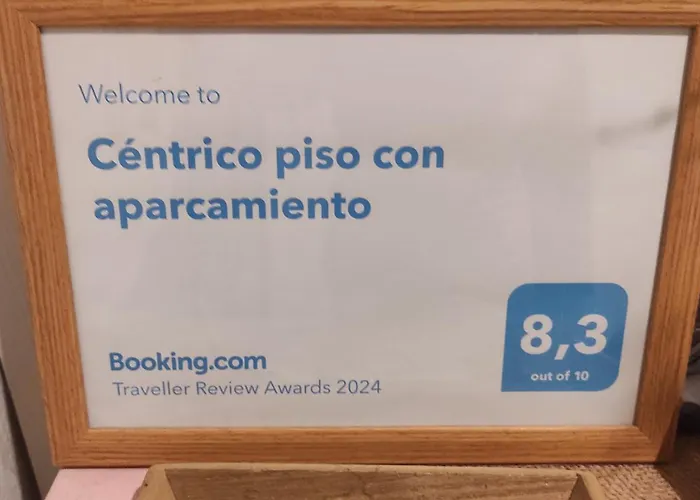 Welcome to
Céntrico piso con
aparcamiento
Booking.com
Traveller Review Awards 2024
8,3
out of 10